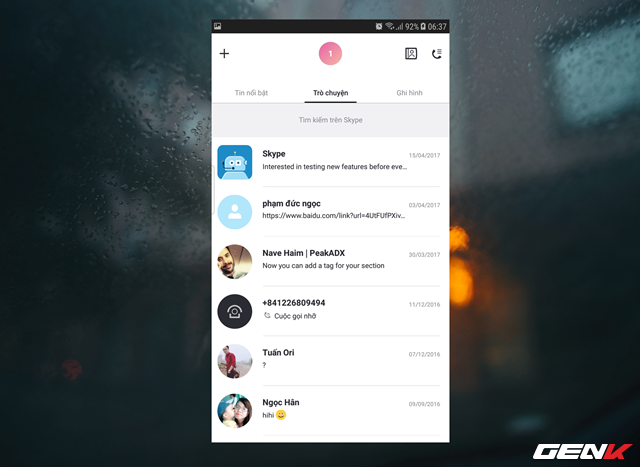 92% 06:37
1
Tin nổi bật Trò chuyện Ghi hình
Tìm kiếm trên Skype
Skype 15/04/2017
Interested in testing new features before eve...
phạm đức ngọc 03/04/2017
https://www.baidu.com/link?url=4UtFUfPXiv...
Nave Haim | PeakADX 30/03/2017
Now you can add a tag for your section
+841226809494 11/12/2016
Cuộc gọi nhỡ
Tuấn Ori 07/12/2016
?
Ngọc Hân 09/09/2016
hihi 😀
GENK